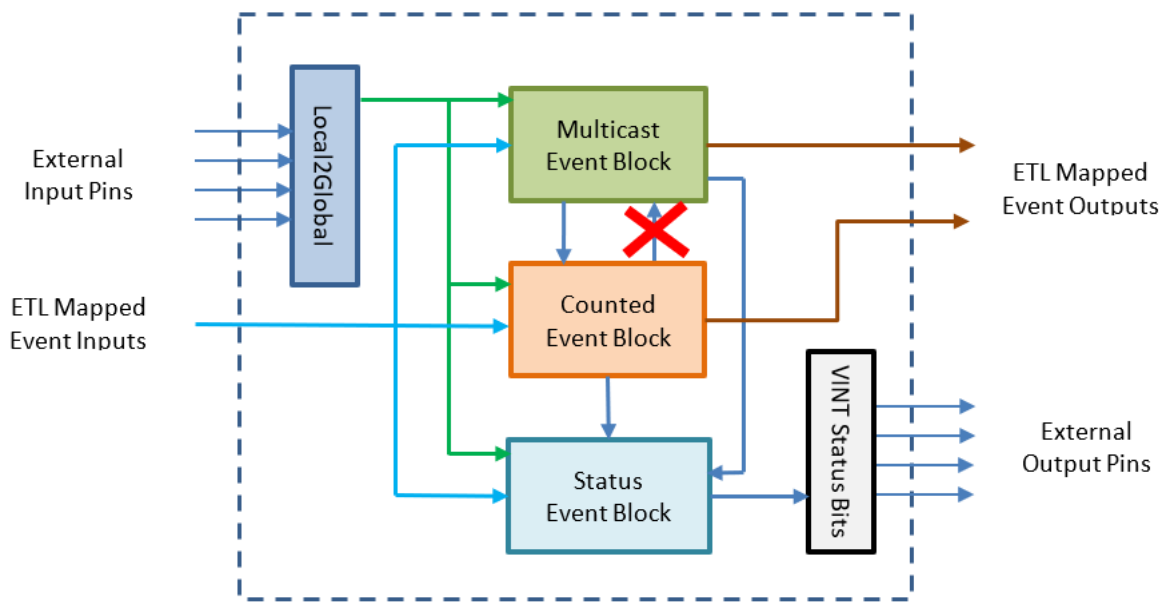 Local2Global
Multicast
Event Block
External
Input Pins
ETL Mapped
Event Outputs
ETL Mapped
Event Inputs
Counted
Event Block
VINT Status Bits
Status
Event Block
External
Output Pins